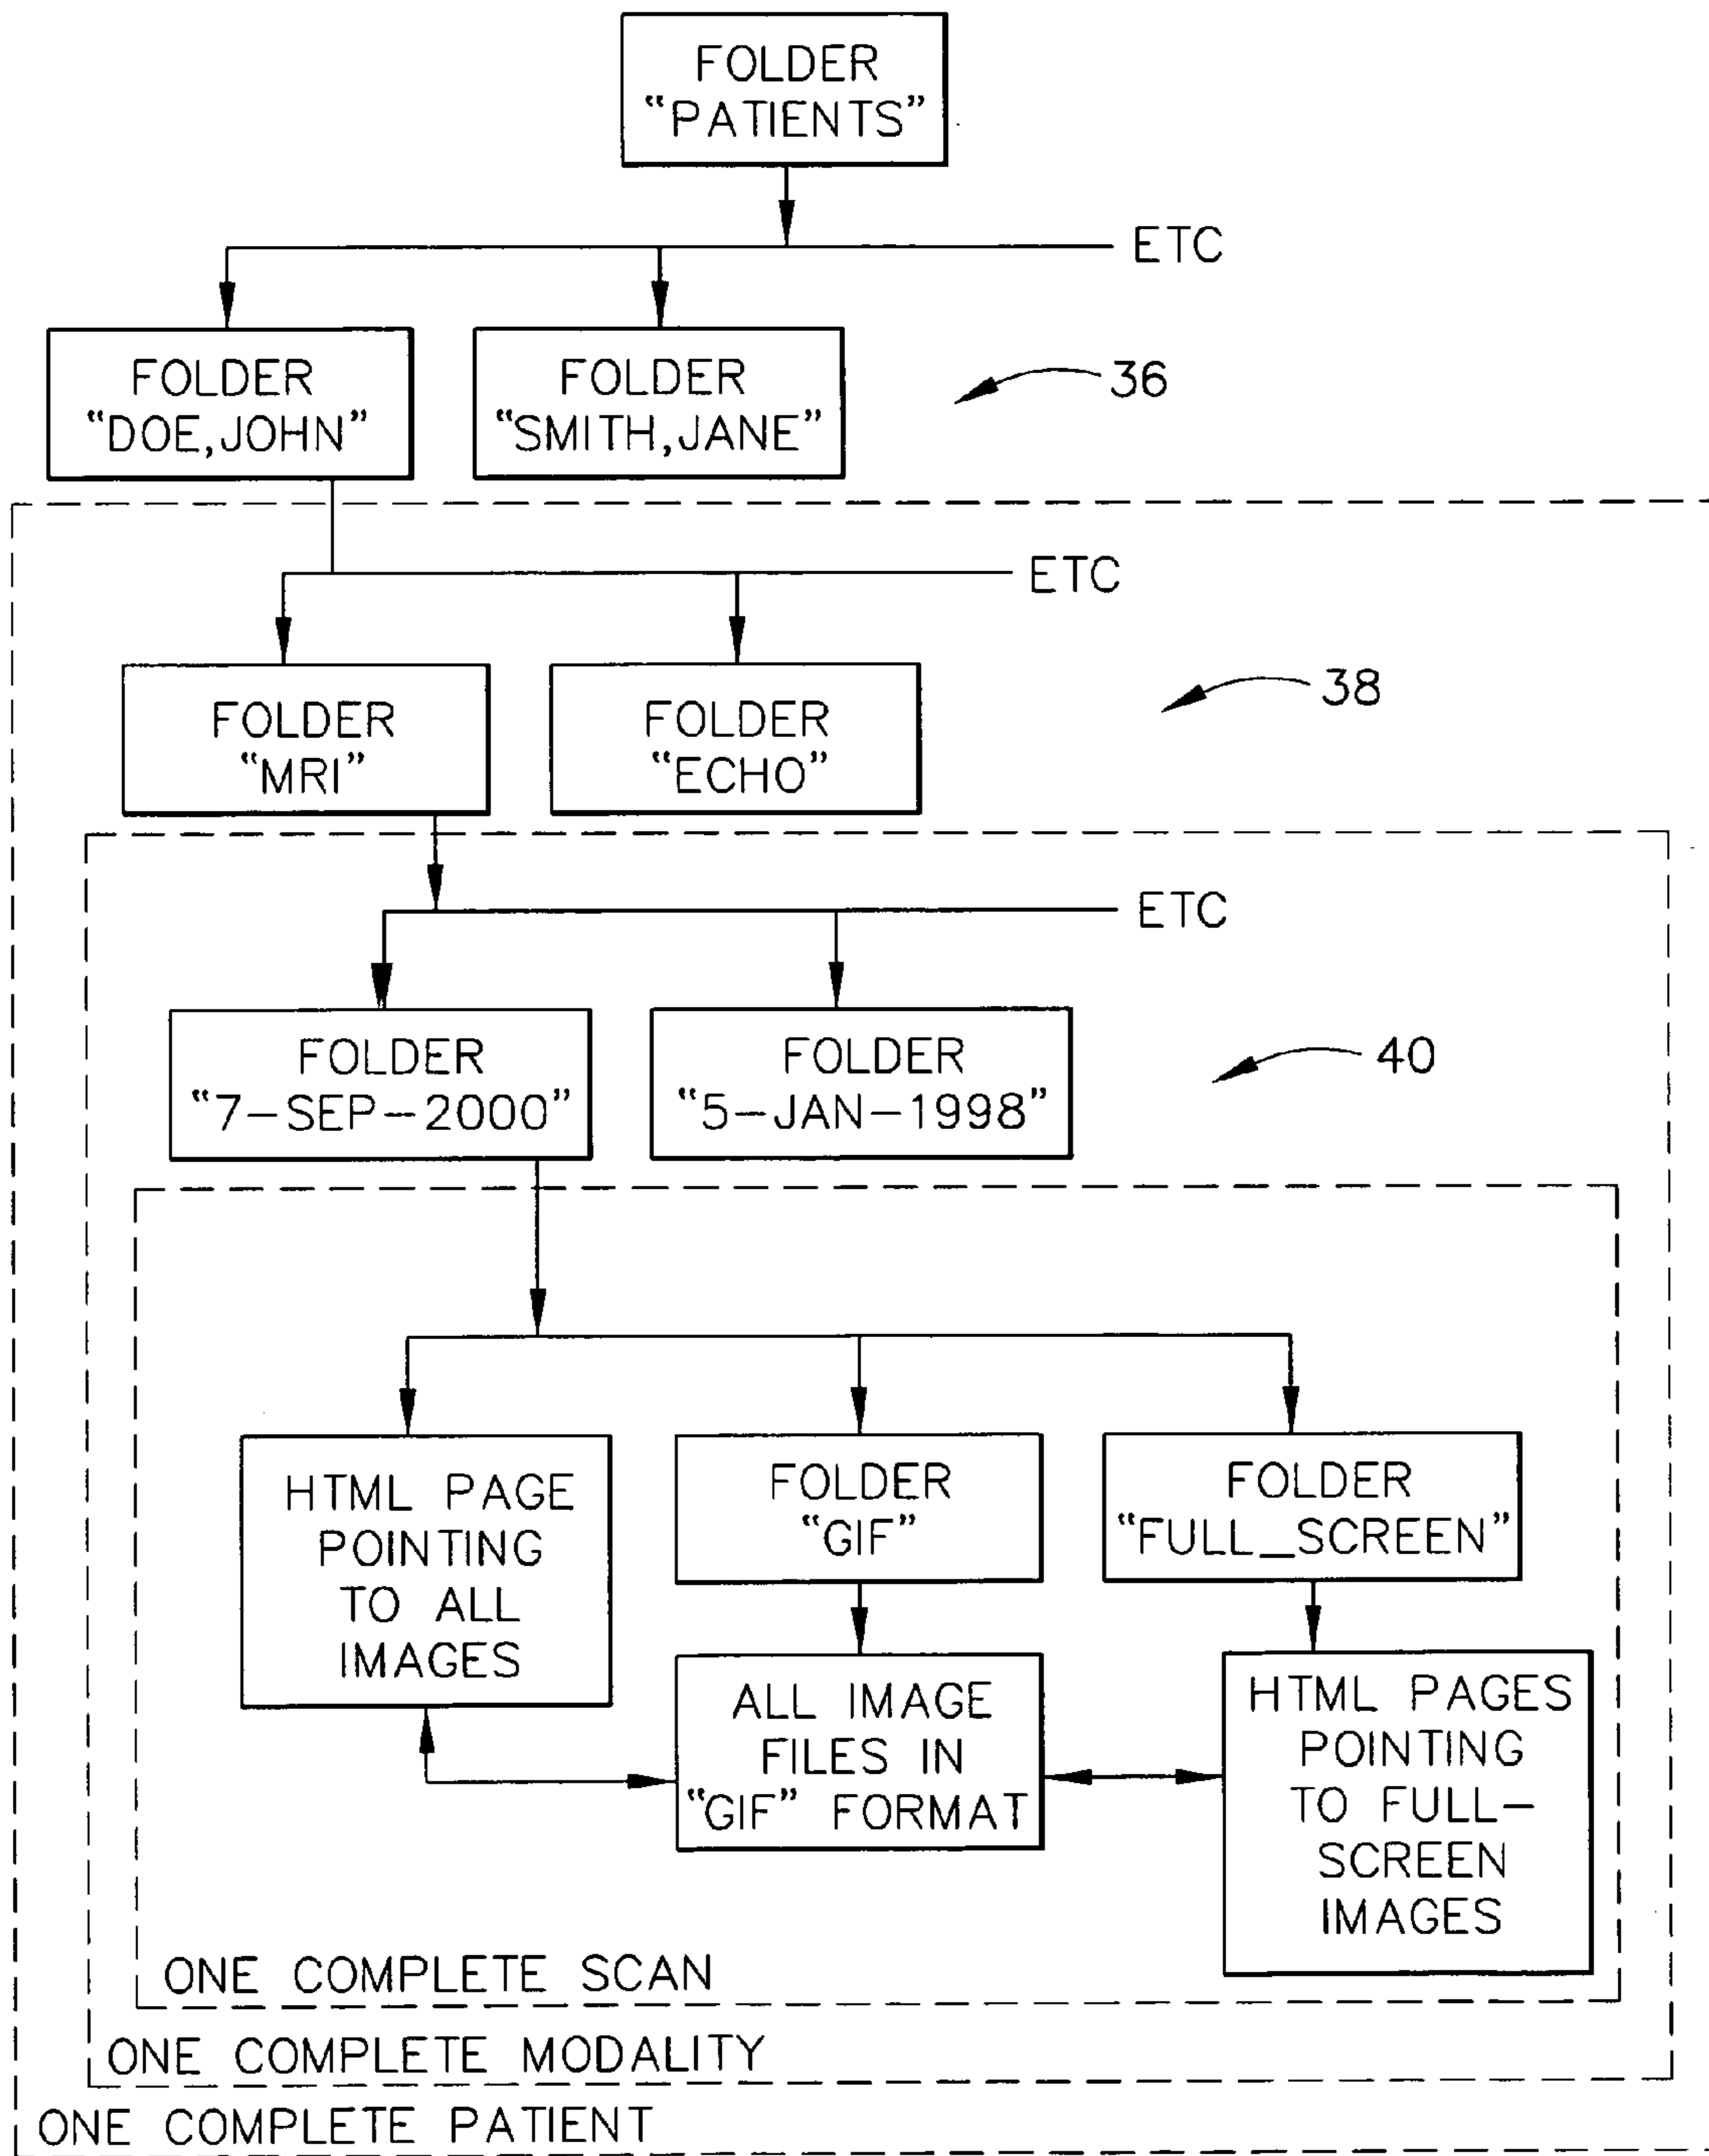 FOLDER
“PATIENTS”
ETC
FOLDER
“DOE,JOHN”
FOLDER
“SMITH,JANE”
36
ETC
FOLDER
“MRI”
FOLDER
“ECHO”
38
ETC
FOLDER
“7-SEP-2000”
FOLDER
“5-JAN-1998”
40
HTML PAGE
POINTING
TO ALL
IMAGES
FOLDER
“GIF”
FOLDER
“FULL_SCREEN”
ALL IMAGE
FILES IN
“GIF” FORMAT
HTML PAGES
POINTING
TO FULL-
SCREEN
IMAGES
ONE COMPLETE SCAN
ONE COMPLETE MODALITY
ONE COMPLETE PATIENT